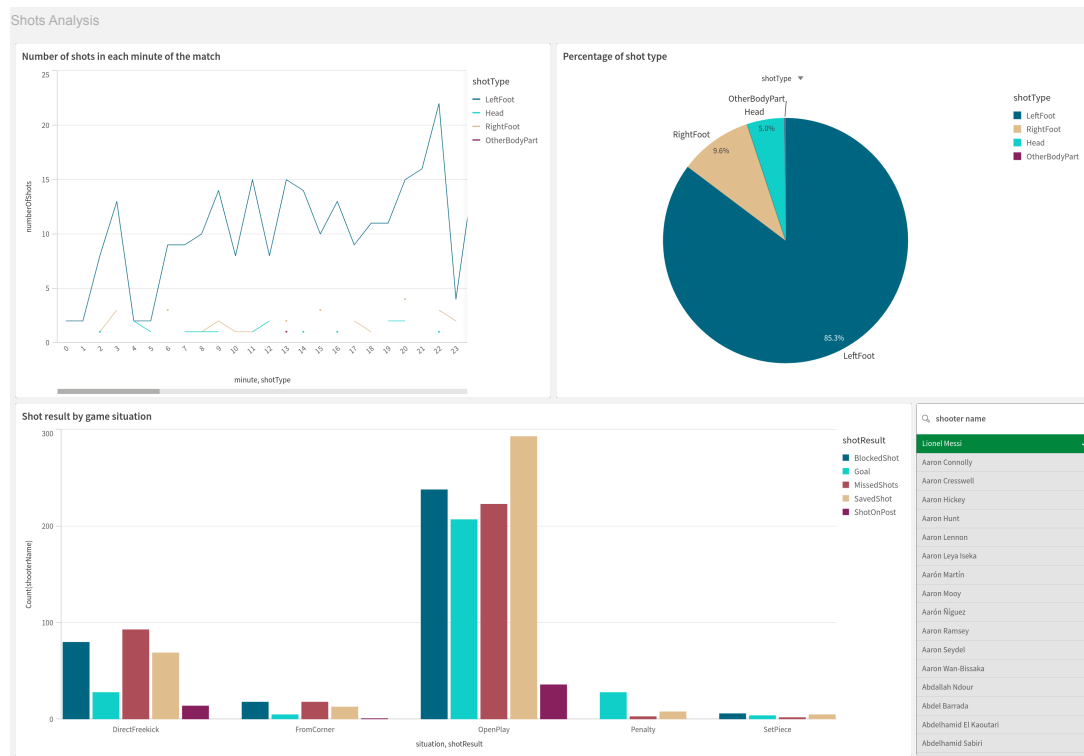 Shots Analysis
Number of shots in each minute of the match
25
20
15
10
5
0
numberOfShots
0 1 2 3 4 5 6 7 8 9 10 11 12 13 14 15 16 17 18 19 20 21 22 23
minute, shotType
shotType
LeftFoot
Head
RightFoot
OtherBodyPart
Percentage of shot type
shotType
OtherBodyPart
Head
5.0%
RightFoot
9.6%
85.3%
LeftFoot
shotType
LeftFoot
RightFoot
Head
OtherBodyPart
Shot result by game situation
300
200
100
0
Count(shooterName)
DirectFreekick FromCorner OpenPlay Penalty SetPiece
situation, shotResult
shotResult
BlockedShot
Goal
MissedShots
SavedShot
ShotOnPost
shooter name
Lionel Messi
Aaron Connolly
Aaron Cresswell
Aaron Hickey
Aaron Hunt
Aaron Lennon
Aaron Leya Iseka
Aarón Martín
Aaron Mooy
Aarón Ñíguez
Aaron Ramsey
Aaron Seydel
Aaron Wan-Bissaka
Abdallah Ndour
Abdel Barrada
Abdelhamid El Kaoutari
Abdelhamid Sabiri